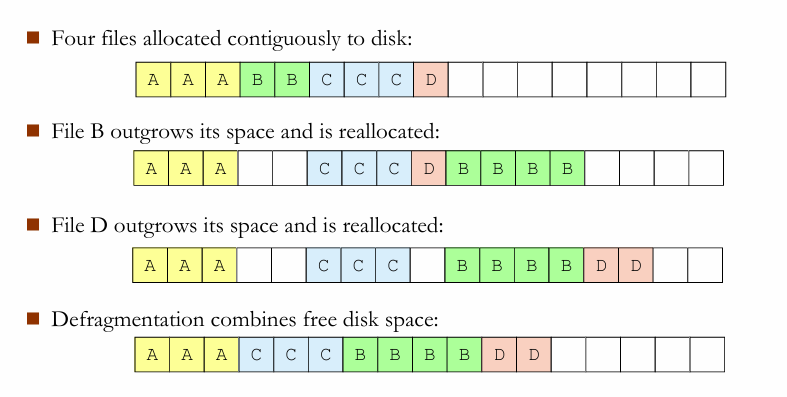 Four files allocated contiguously to disk:
A A A B B C C C D
File B outgrows its space and is reallocated:
A A A C C C D B B B B
File D outgrows its space and is reallocated:
A A A C C C B B B B D D
Defragmentation combines free disk space:
A A A C C C B B B B D D